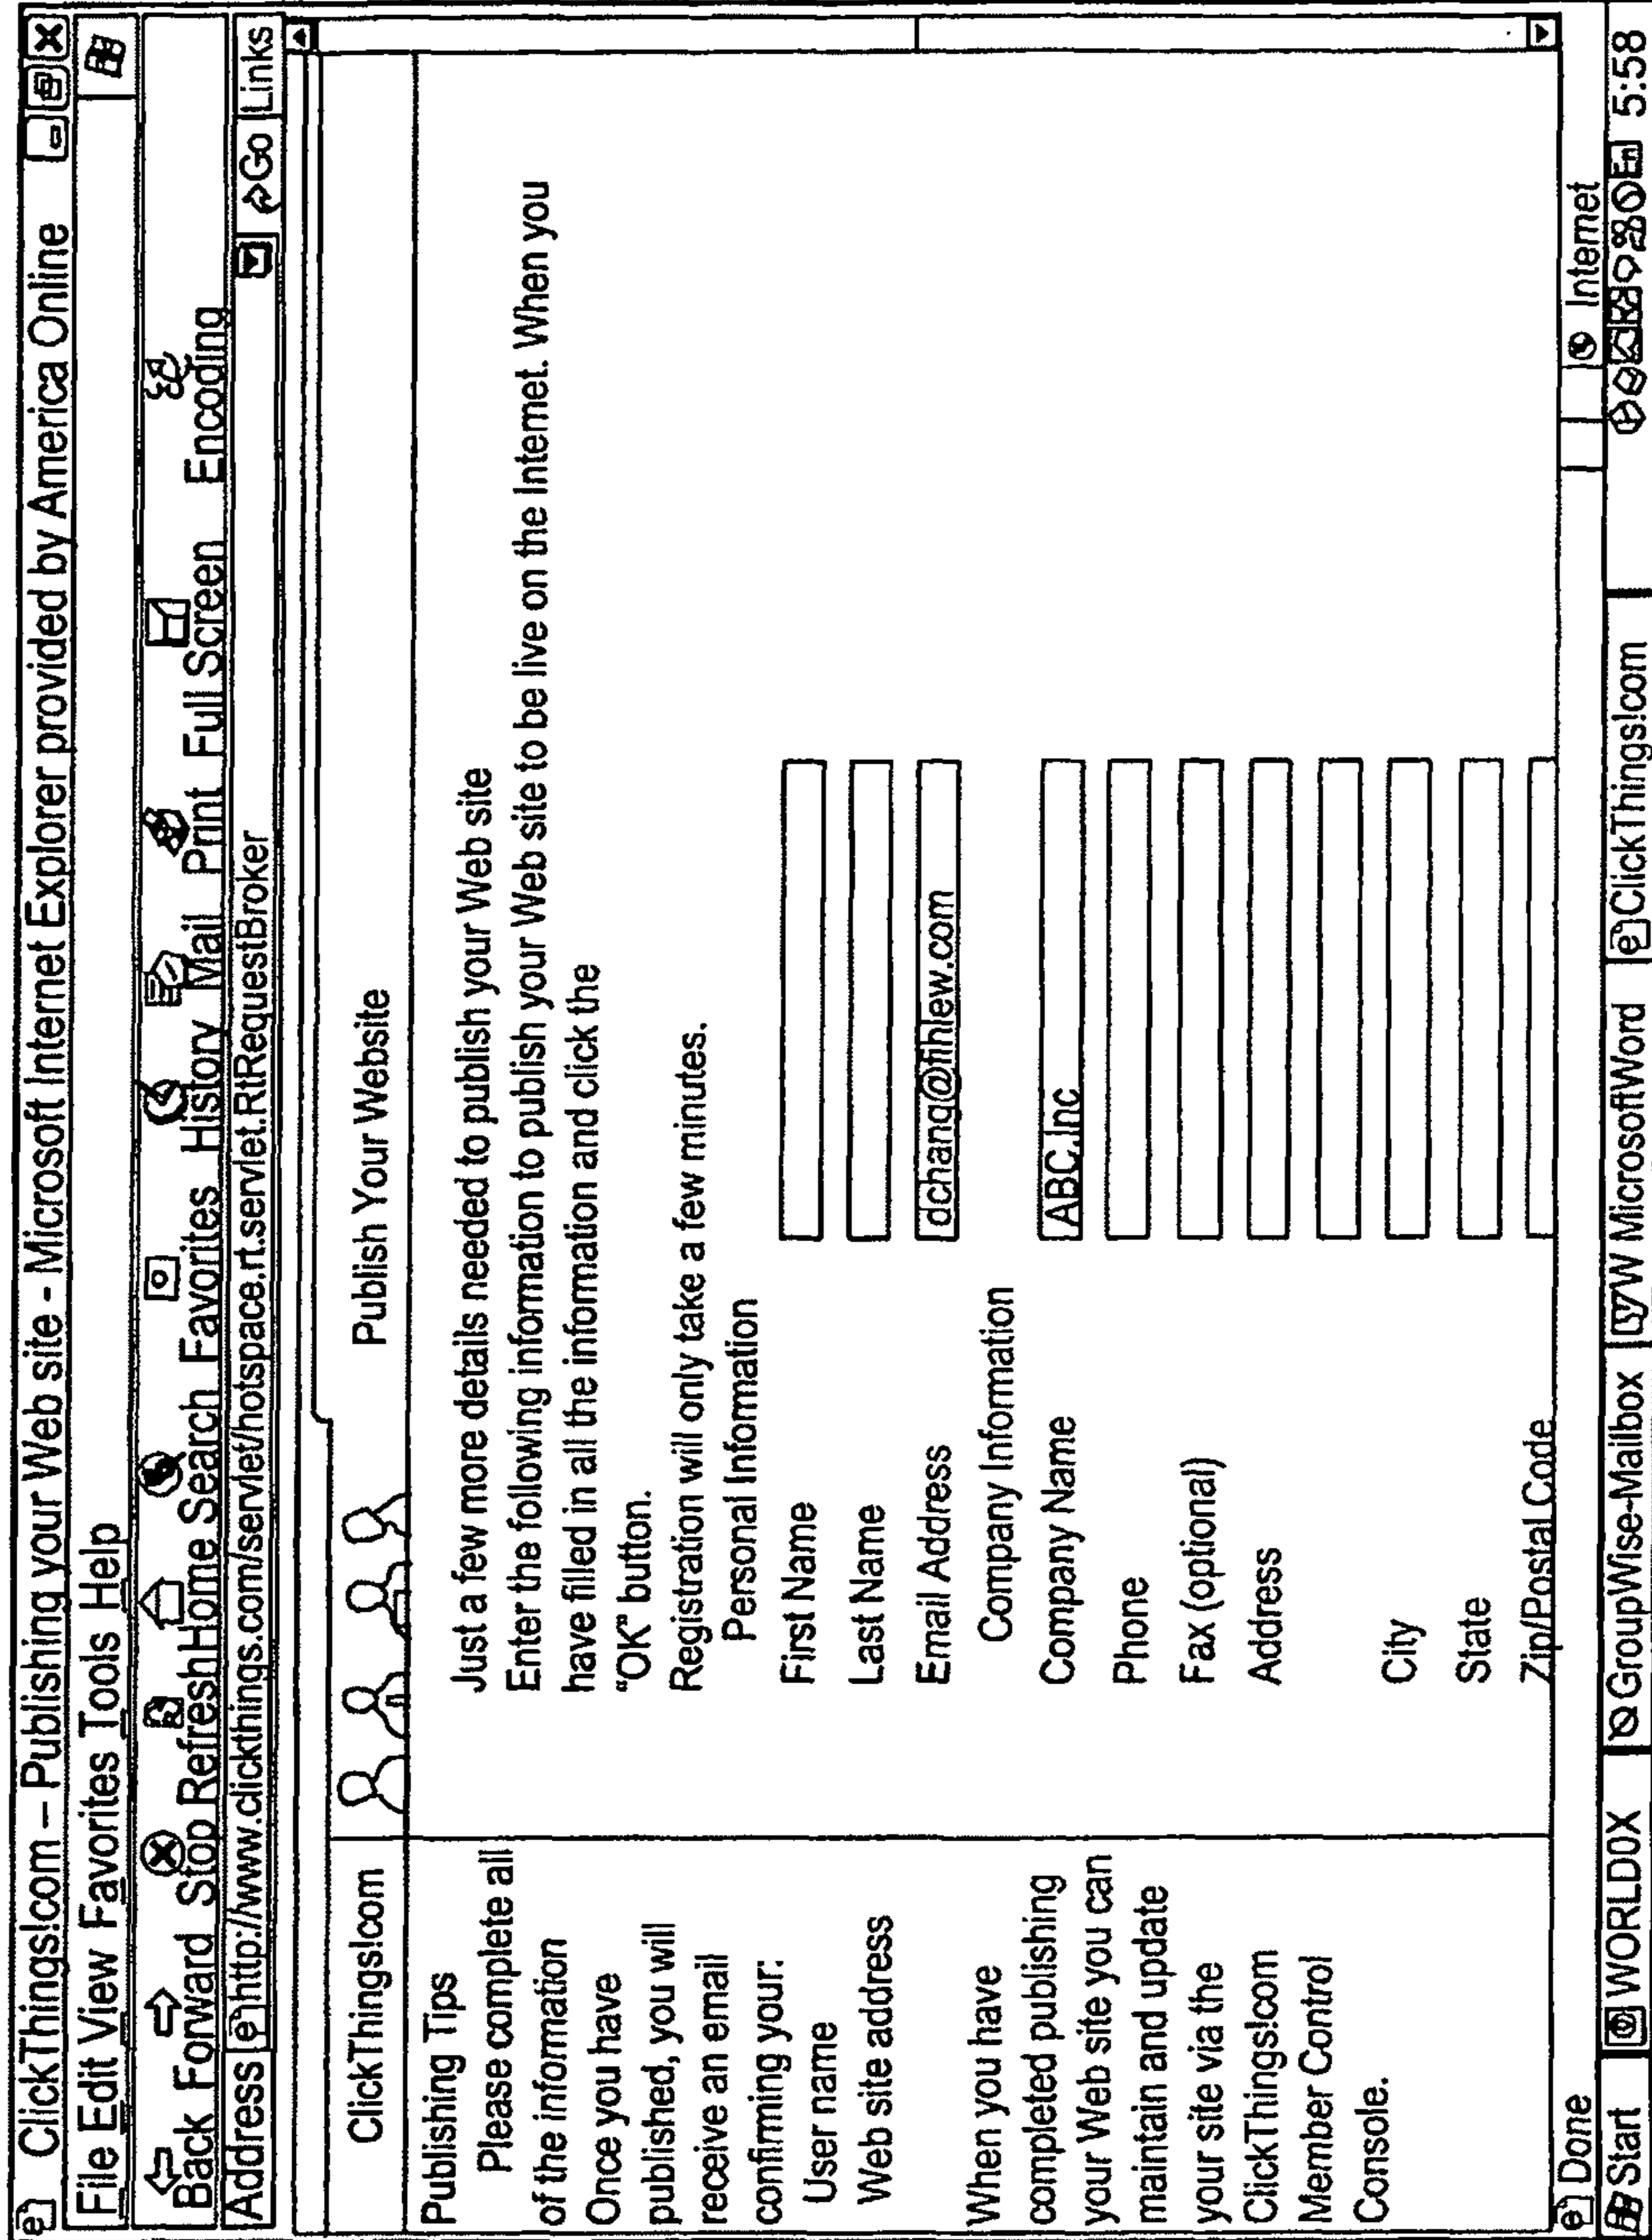 ClickThings!com – Publishing your Web site - Microsoft Internet Explorer provided by America Online
File Edit View Favorites Tools Help
Back Forward Stop Refresh Home Search Favorites History Mail Print Full Screen Encoding
Address http://www.clickthings.com/servlet/hotspace.rt.servlet.RtRequestBroker Go Links
ClickThings!com
Publish Your Website
Publishing Tips
Please complete all
of the information
Once you have
published, you will
receive an email
confirming your:
User name
Web site address
When you have
completed publishing
your Web site you can
maintain and update
your site via the
ClickThings!com
Member Control
Console.
Just a few more details needed to publish your Web site
Enter the following information to publish your Web site to be live on the Internet. When you
have filled in all the information and click the
“OK” button.
Registration will only take a few minutes.
Personal Information
First Name
Last Name
Email Address dchang@fihlew.com
Company Information
Company Name ABC.Inc
Phone
Fax (optional)
Address
City
State
Zip/Postal Code
Done
Internet
Start WORLD0X GroupWise-Mailbox W MicrosoftWord ClickThings!com En 5:58